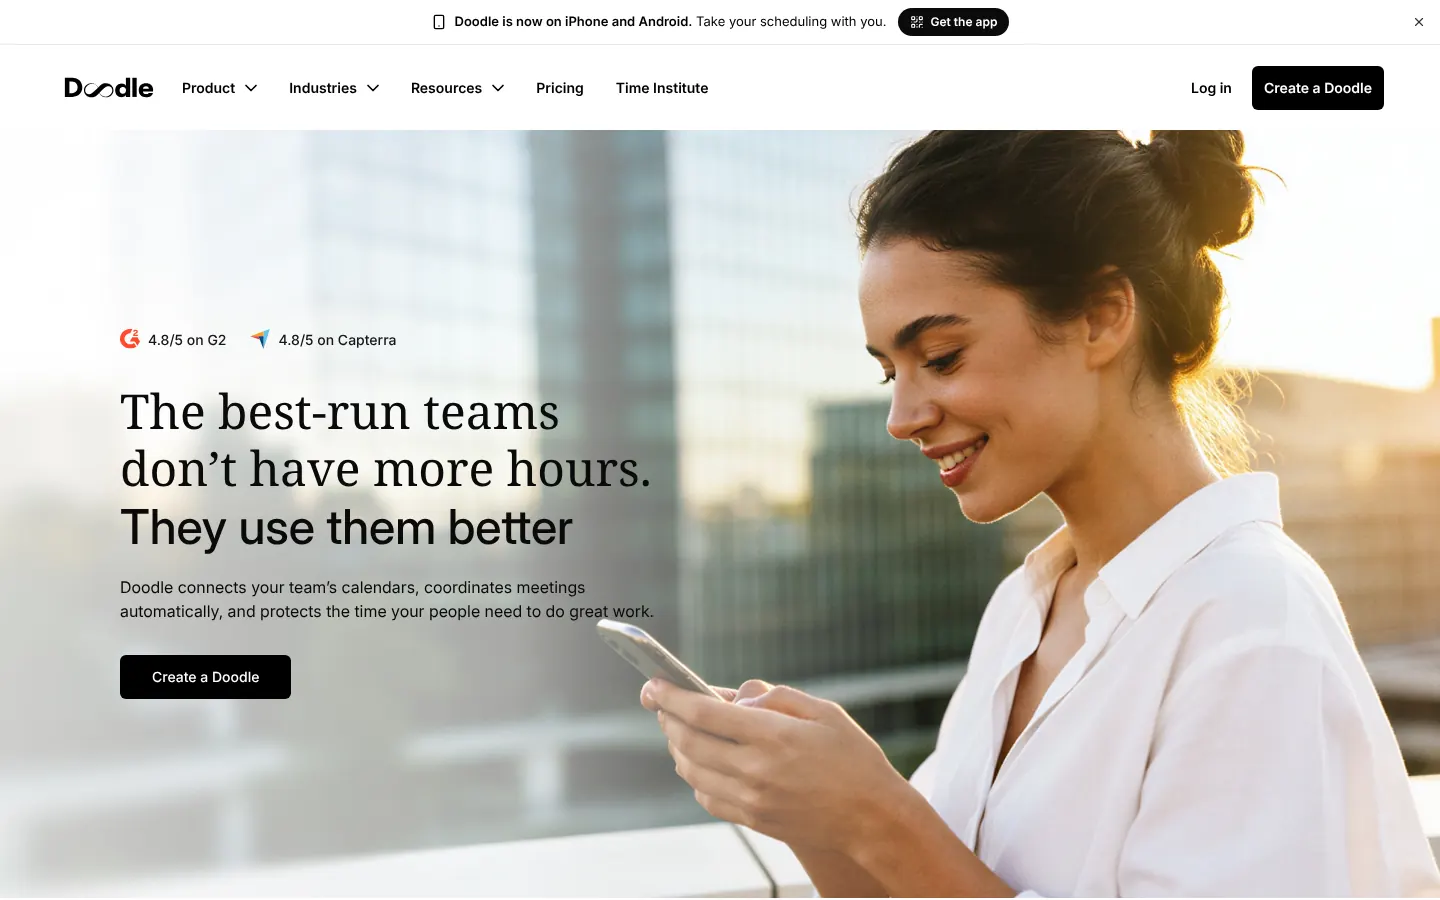 Doodle is now on iPhone and Android. Take your scheduling with you.
Get the app
Doodle
Product
Industries
Resources
Pricing
Time Institute
Log in
Create a Doodle
4.8/5 on G2
4.8/5 on Capterra
The best-run teams
don’t have more hours.
They use them better
Doodle connects your team’s calendars, coordinates meetings
automatically, and protects the time your people need to do great work.
Create a Doodle